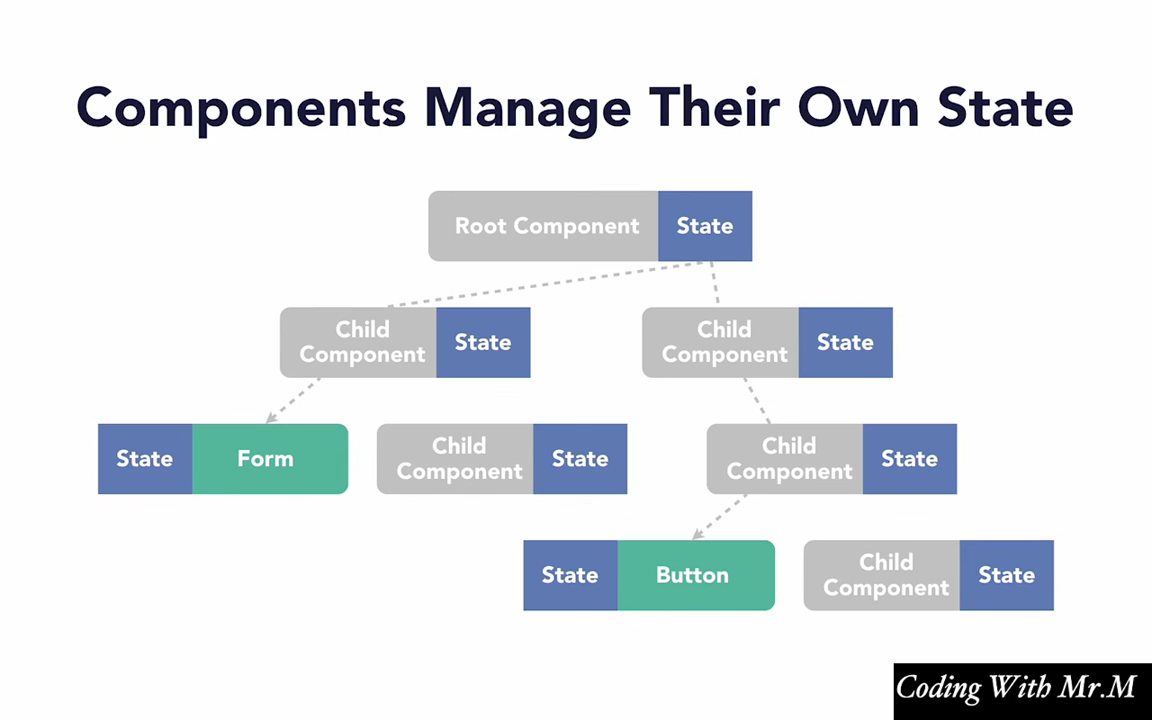 Components Manage Their Own State
Root Component
State
Child
Component
State
Child
Component
State
State
Form
Child
Component
State
Child
Component
State
State
Button
Child
Component
State
Coding With Mr.M